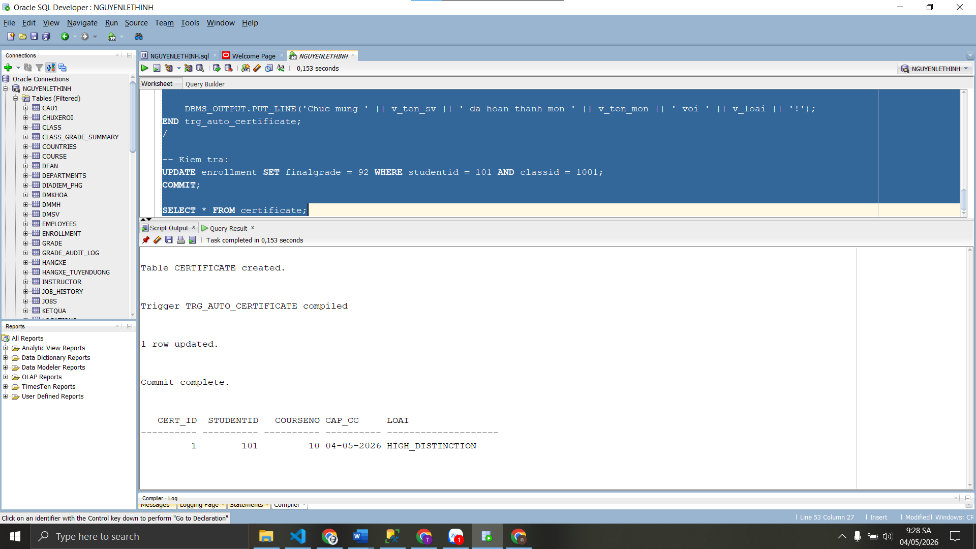 Oracle SQL Developer : NGUYENLETHINH
File Edit View Navigate Run Source Team Tools Window Help
Connections
NGUYENLETHINH.sql Welcome Page NGUYENLETHINH
0,153 seconds
NGUYENLETHINH
Worksheet Query Builder
Oracle Connections
NGUYENLETHINH
Tables (Filtered)
CAU1
CHUXEROI
CLASS
CLASS_GRADE_SUMMARY
COUNTRIES
COURSE
DEAN
DEPARTMENTS
DIADIEM_PHG
DMKHOA
DMMH
DMSV
EMPLOYEES
ENROLLMENT
GRADE
GRADE_AUDIT_LOG
HANGXE
HANGXE_TUYENDUONG
INSTRUCTOR
JOB_HISTORY
JOBS
KETQUA
DBMS_OUTPUT.PUT_LINE('Chuc mung ' || v_ten_sv || ' da hoan thanh mon ' || v_ten_mon || ' voi ' || v_loai || '!');
END trg_auto_certificate;
/
-- Kiem tra:
UPDATE enrollment SET finalgrade = 92 WHERE studentid = 101 AND classid = 1001;
COMMIT;
SELECT * FROM certificate;
Script Output Query Result
Task completed in 0,153 seconds
Table CERTIFICATE created.
Trigger TRG_AUTO_CERTIFICATE compiled
1 row updated.
Commit complete.
CERT_ID STUDENTID COURSENO CAP_CC LOAI
---------- ---------- ---------- ---------- --------------------
1 101 10 04-05-2026 HIGH_DISTINCTION
Reports
All Reports
Analytic View Reports
Data Dictionary Reports
Data Modeler Reports
OLAP Reports
TimesTen Reports
User Defined Reports
Compiler - Log
Messages Logging Page Statements Compiler
Click on an identifier with the Control key down to perform "Go to Declaration"
Line 53 Column 27 Insert Modified Windows: CR
Type here to search
9:28 SA
04/05/2026